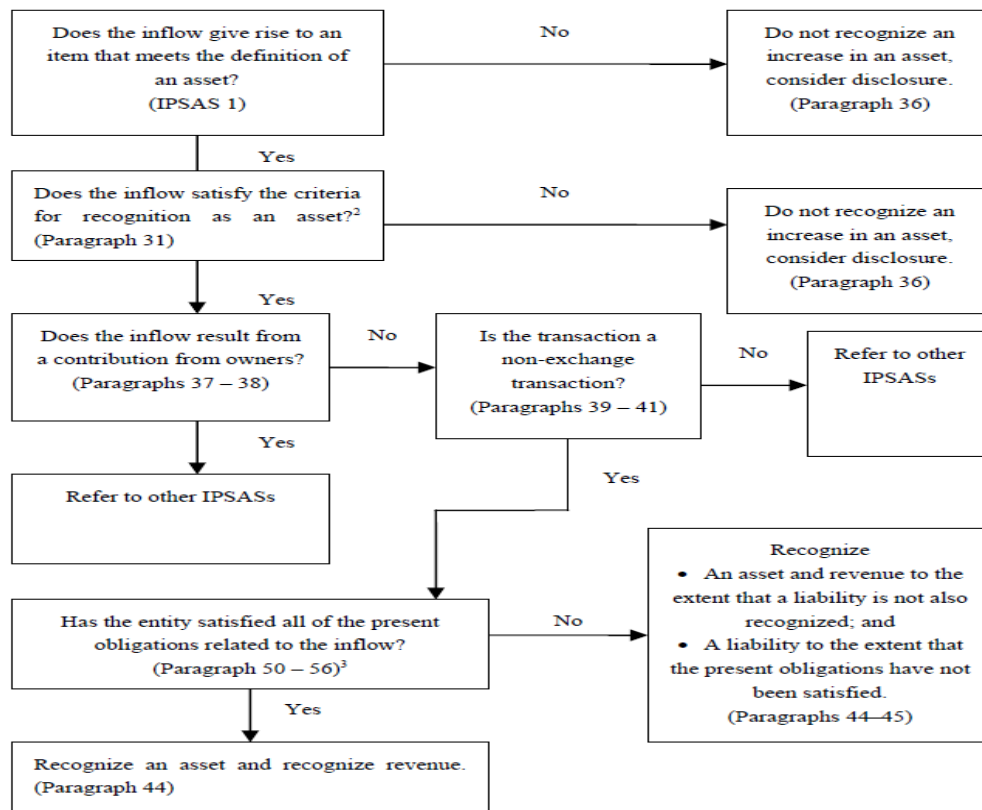 Does the inflow give rise to an
item that meets the definition of
an asset?
(IPSAS 1)
No
Do not recognize an
increase in an asset,
consider disclosure.
(Paragraph 36)
Yes
Does the inflow satisfy the criteria
for recognition as an asset?²
(Paragraph 31)
No
Do not recognize an
increase in an asset,
consider disclosure.
(Paragraph 36)
Yes
Does the inflow result from
a contribution from owners?
(Paragraphs 37 – 38)
No
Is the transaction a
non-exchange
transaction?
(Paragraphs 39 – 41)
No
Refer to other
IPSASs
Yes
Refer to other IPSASs
Yes
Has the entity satisfied all of the present
obligations related to the inflow?
(Paragraph 50 – 56)³
No
Recognize
• An asset and revenue to the
extent that a liability is not also
recognized; and
• A liability to the extent that
the present obligations have not
been satisfied.
(Paragraphs 44–45)
Yes
Recognize an asset and recognize revenue.
(Paragraph 44)